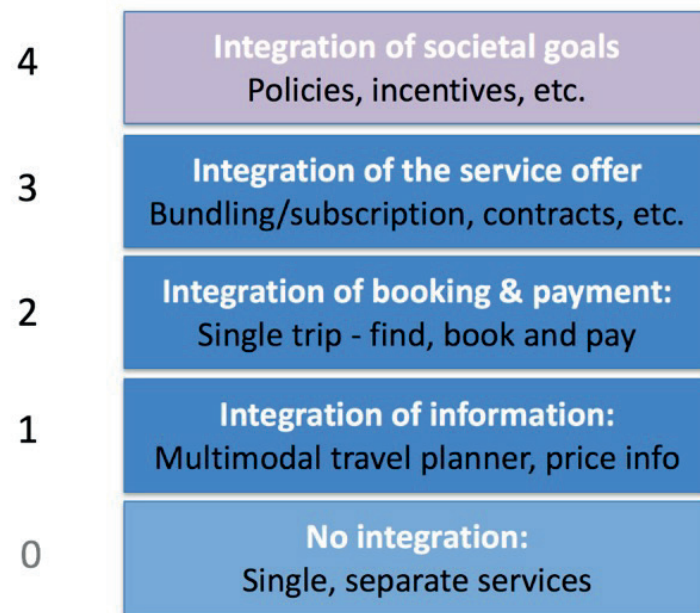 4
Integration of societal goals
Policies, incentives, etc.
3
Integration of the service offer
Bundling/subscription, contracts, etc.
2
Integration of booking & payment:
Single trip - find, book and pay
1
Integration of information:
Multimodal travel planner, price info
0
No integration:
Single, separate services